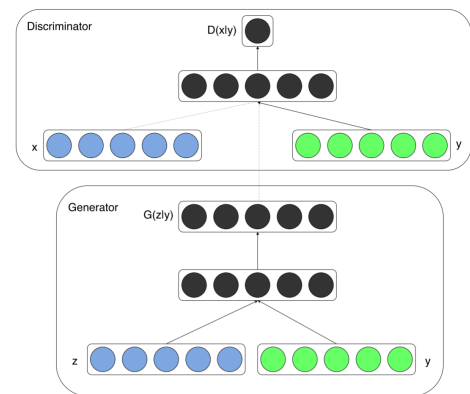 Discriminator
D(x|y)
x
y
Generator
G(z|y)
z
y